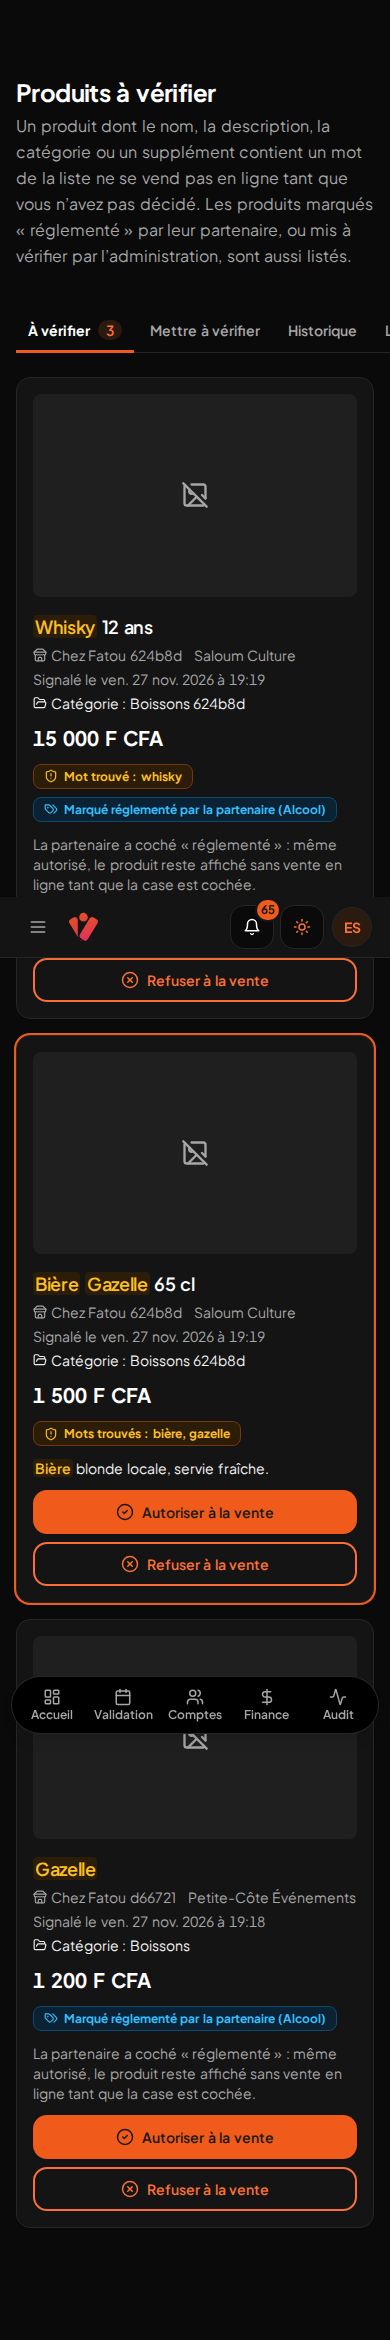 Produits à vérifier
Un produit dont le nom, la description, la
catégorie ou un supplément contient un mot
de la liste ne se vend pas en ligne tant que
vous n’avez pas décidé. Les produits marqués
« réglementé » par leur partenaire, ou mis à
vérifier par l’administration, sont aussi listés.
À vérifier 3 Mettre à vérifier Historique
Whisky 12 ans
Chez Fatou 624b8d Saloum Culture
Signalé le ven. 27 nov. 2026 à 19:19
Catégorie : Boissons 624b8d
15 000 F CFA
Mot trouvé : whisky
Marqué réglementé par la partenaire (Alcool)
La partenaire a coché « réglementé » : même
autorisé, le produit reste affiché sans vente en
ligne tant que la case est cochée.
65 ES
Refuser à la vente
Bière Gazelle 65 cl
Chez Fatou 624b8d Saloum Culture
Signalé le ven. 27 nov. 2026 à 19:19
Catégorie : Boissons 624b8d
1 500 F CFA
Mots trouvés : bière, gazelle
Bière blonde locale, servie fraîche.
Autoriser à la vente
Refuser à la vente
Accueil Validation Comptes Finance Audit
Gazelle
Chez Fatou d66721 Petite-Côte Événements
Signalé le ven. 27 nov. 2026 à 19:18
Catégorie : Boissons
1 200 F CFA
Marqué réglementé par la partenaire (Alcool)
La partenaire a coché « réglementé » : même
autorisé, le produit reste affiché sans vente en
ligne tant que la case est cochée.
Autoriser à la vente
Refuser à la vente